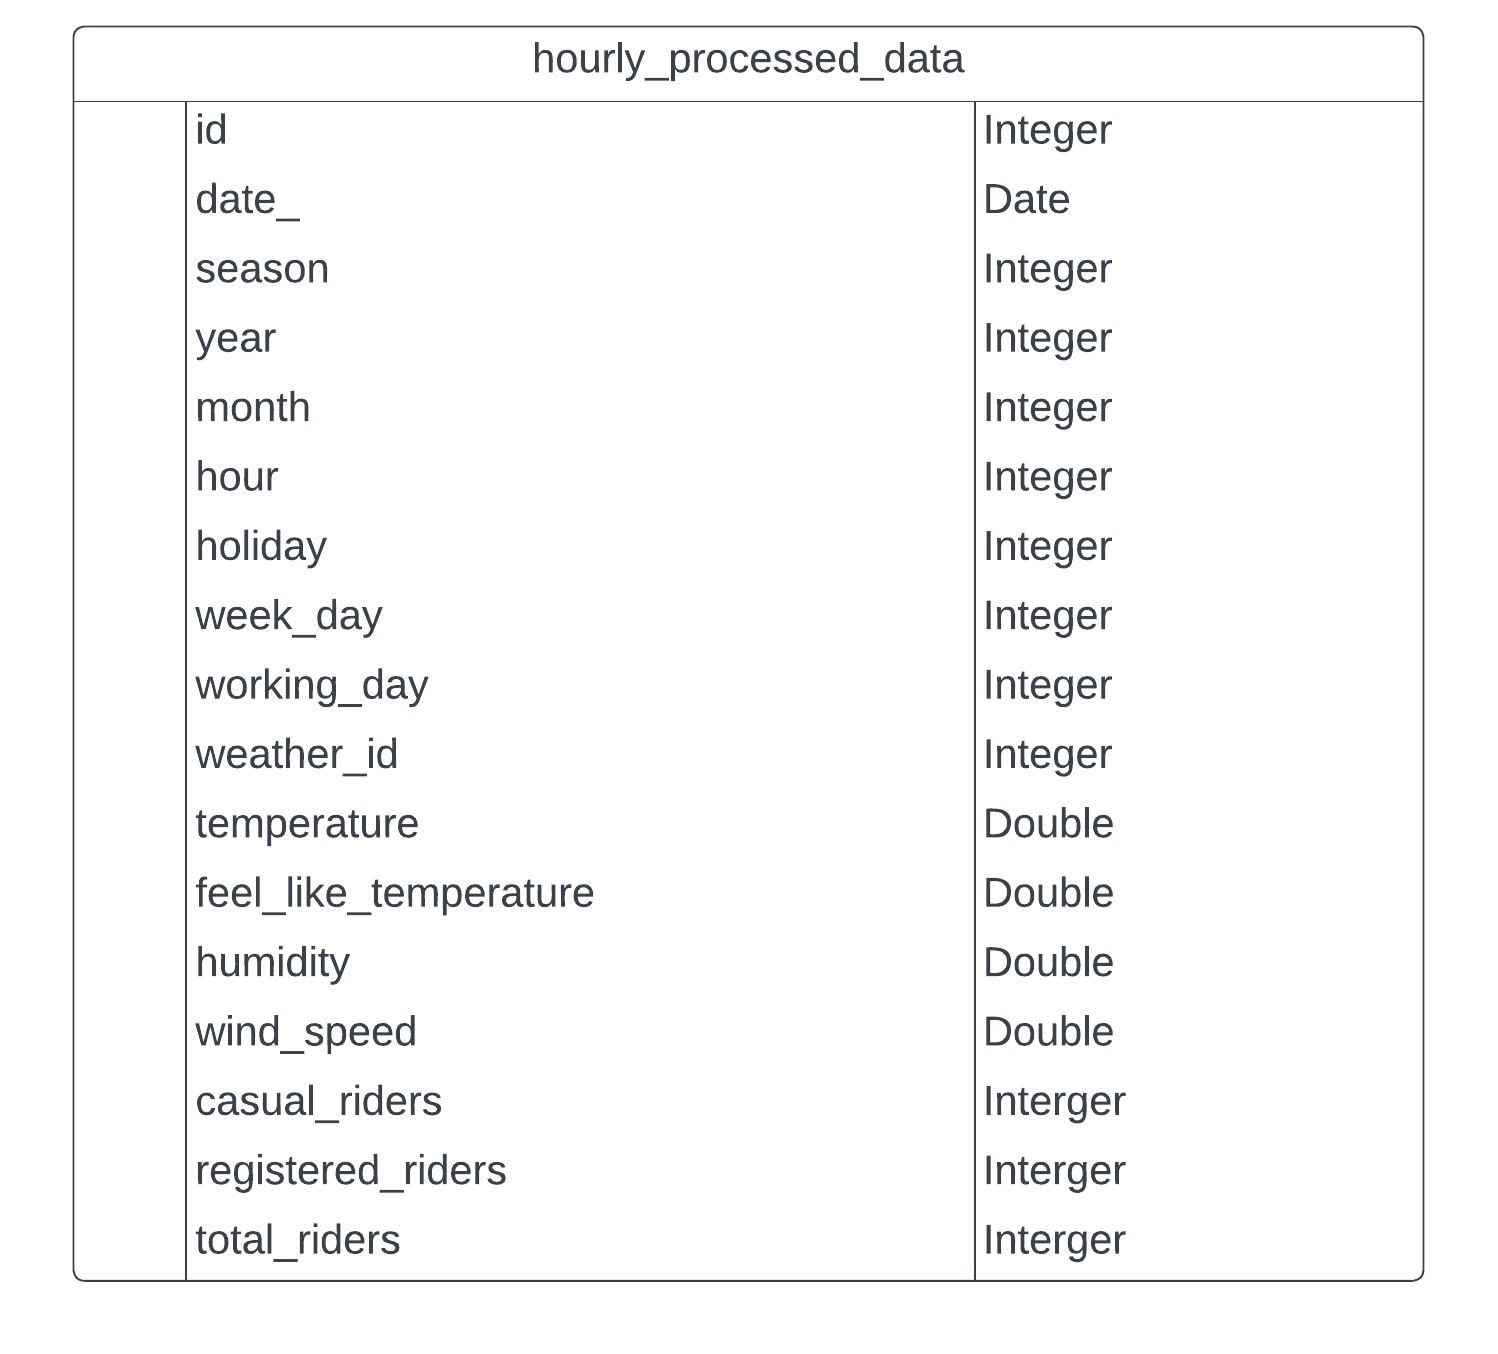 hourly_processed_data
id Integer
date_ Date
season Integer
year Integer
month Integer
hour Integer
holiday Integer
week_day Integer
working_day Integer
weather_id Integer
temperature Double
feel_like_temperature Double
humidity Double
wind_speed Double
casual_riders Interger
registered_riders Interger
total_riders Interger